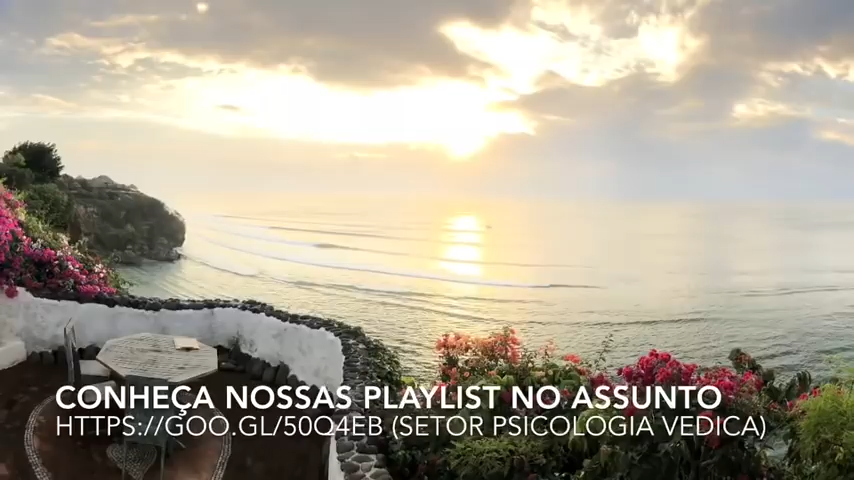 CONHEÇA NOSSAS PLAYLIST NO ASSUNTO
HTTPS://GOO.GL/50Q4EB (SETOR PSICOLOGIA VEDICA)